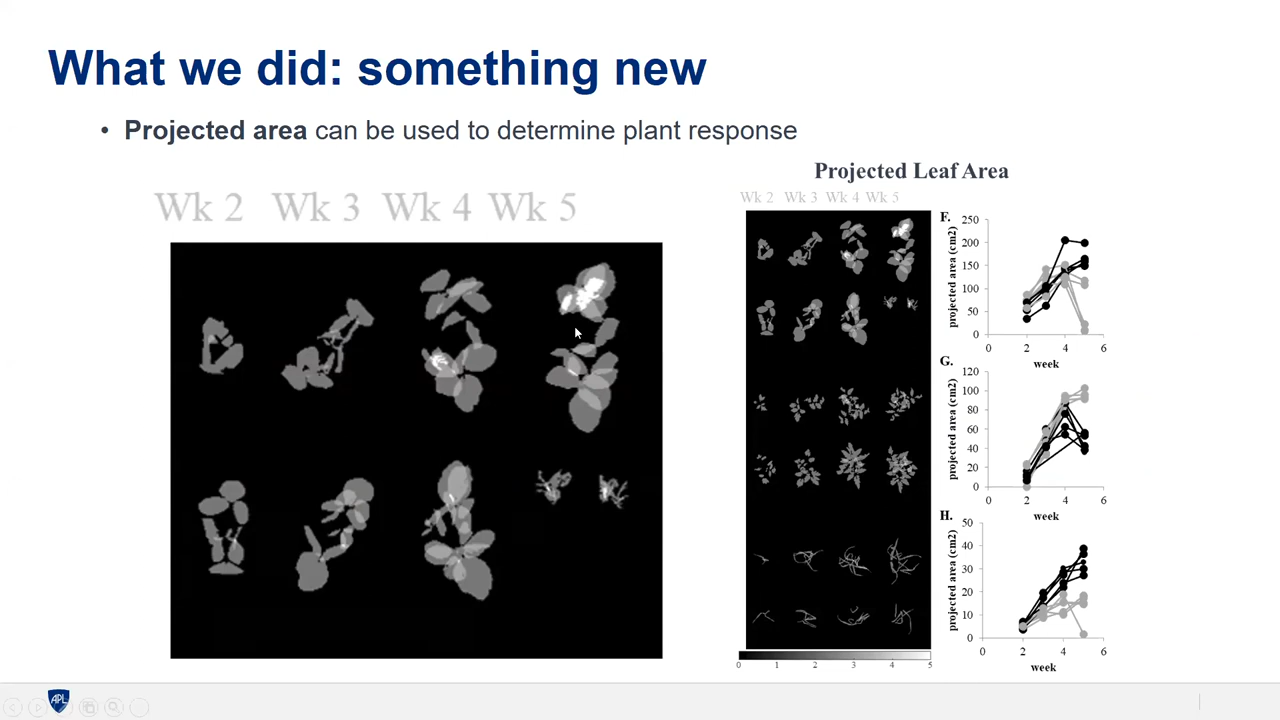 What we did: something new
• Projected area can be used to determine plant response
Wk 2 Wk 3 Wk 4 Wk 5
Projected Leaf Area
Wk 2 Wk 3 Wk 4 Wk 5
F.
projected area (cm2)
250
200
150
100
50
0
0 2 4 6
week
G.
projected area (cm2)
120
100
80
60
40
20
0
0 2 4 6
week
H.
projected area (cm2)
50
40
30
20
10
0
0 2 4 6
week
0 1 2 3 4 5
APL